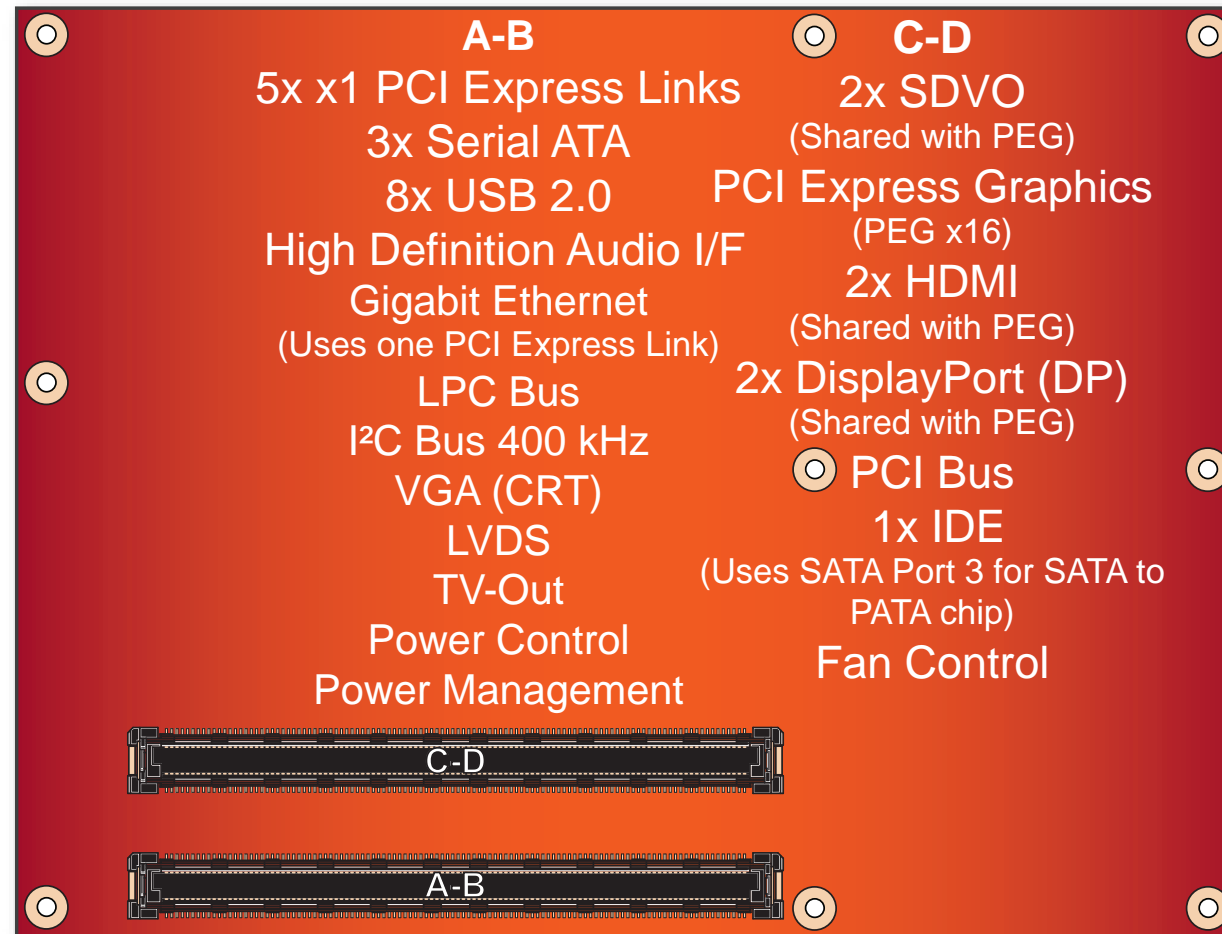 A-B
5x x1 PCI Express Links
3x Serial ATA
8x USB 2.0
High Definition Audio I/F
Gigabit Ethernet
(Uses one PCI Express Link)
LPC Bus
I²C Bus 400 kHz
VGA (CRT)
LVDS
TV-Out
Power Control
Power Management
C-D
2x SDVO
(Shared with PEG)
PCI Express Graphics
(PEG x16)
2x HDMI
(Shared with PEG)
2x DisplayPort (DP)
(Shared with PEG)
PCI Bus
1x IDE
(Uses SATA Port 3 for SATA to
PATA chip)
Fan Control
C-D
A-B